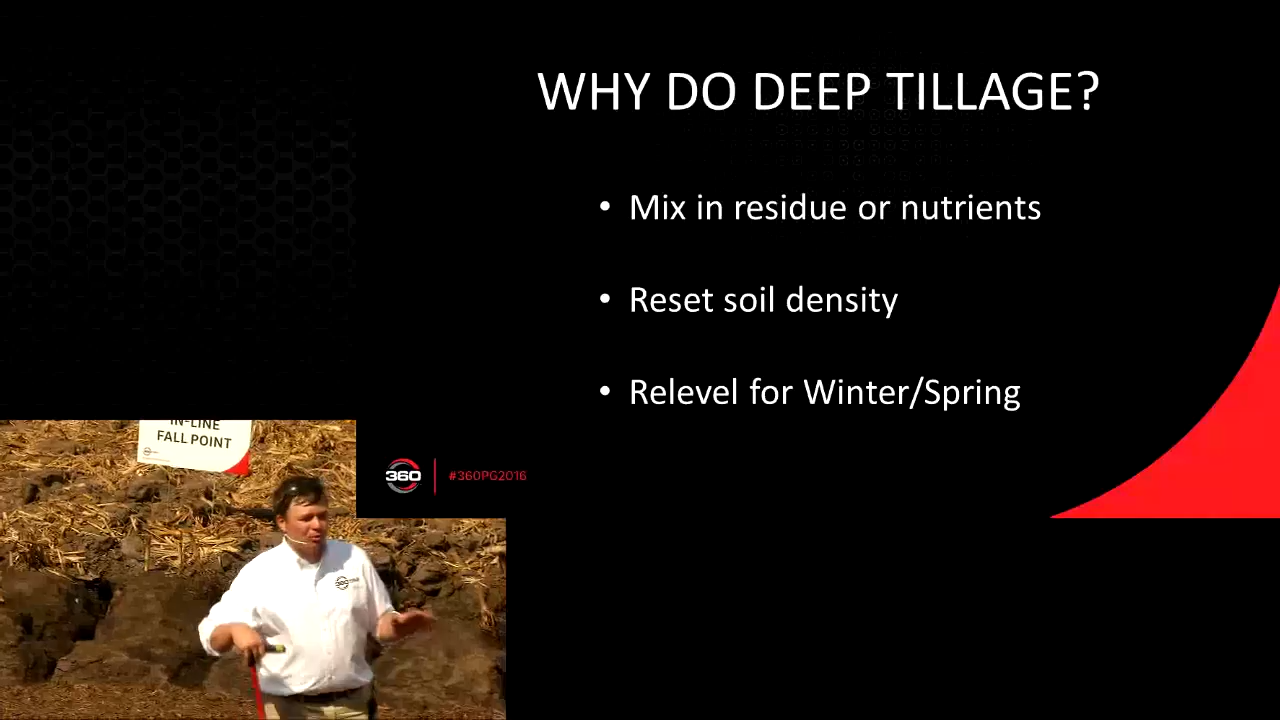 WHY DO DEEP TILLAGE?
• Mix in residue or nutrients
• Reset soil density
• Relevel for Winter/Spring
360
#360PG2016
IN-LINE
FALL POINT
360